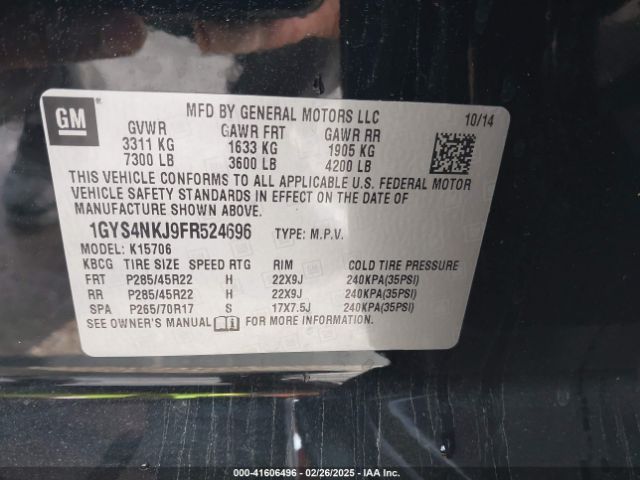 GM
MFD BY GENERAL MOTORS LLC 10/14
GVWR GAWR FRT GAWR RR
3311 KG 1633 KG 1905 KG
7300 LB 3600 LB 4200 LB
THIS VEHICLE CONFORMS TO ALL APPLICABLE U.S. FEDERAL MOTOR
VEHICLE SAFETY STANDARDS IN EFFECT ON THE DATE OF
MANUFACTURE SHOWN ABOVE.
1GYS4NKJ9FR524696 TYPE: M.P.V.
MODEL: K15706
KBCG TIRE SIZE SPEED RTG RIM COLD TIRE PRESSURE
FRT P285/45R22 H 22X9J 240KPA(35PSI)
RR P285/45R22 H 22X9J 240KPA(35PSI)
SPA P265/70R17 S 17X7.5J 240KPA(35PSI)
SEE OWNER'S MANUAL FOR MORE INFORMATION.
000-41606496 - 02/26/2025 - IAA Inc.